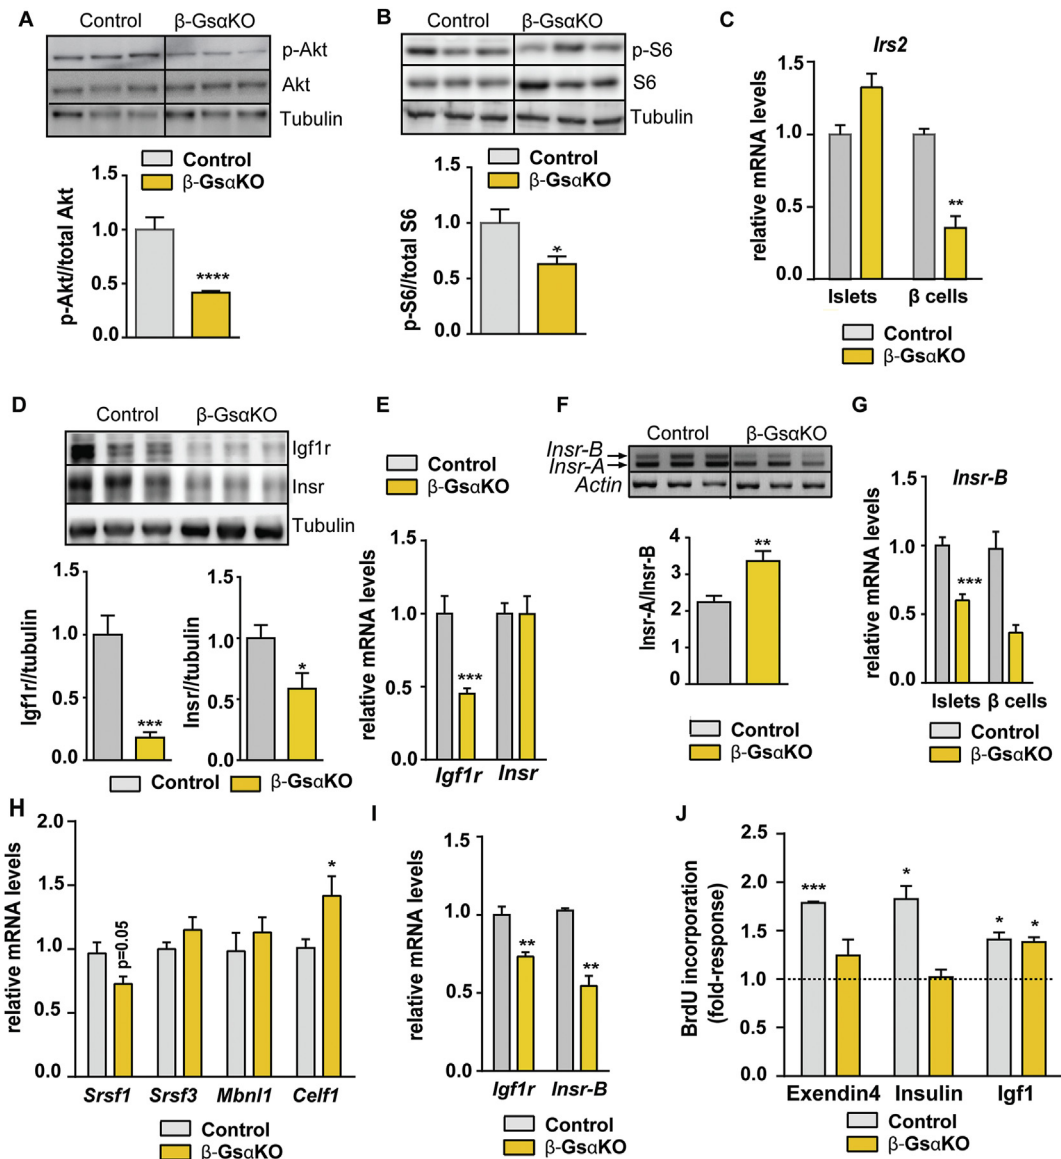 A
Control β-GsαKO
p-Akt
Akt
Tubulin
Control
β-GsαKO
p-Akt//total Akt
1.5
1.0
0.5
0.0
****
B
Control β-GsαKO
p-S6
S6
Tubulin
Control
β-GsαKO
p-S6//total S6
1.5
1.0
0.5
0.0
*
C
Irs2
relative mRNA levels
1.5
1.0
0.5
0.0
**
Islets β cells
Control
β-GsαKO
D
Control β-GsαKO
Igf1r
Insr
Tubulin
Igf1r//tubulin
1.5
1.0
0.5
0.0
***
Insr//tubulin
1.5
1.0
0.5
0.0
*
Control β-GsαKO
E
Control
β-GsαKO
relative mRNA levels
1.5
1.0
0.5
0.0
***
Igf1r Insr
F
Control β-GsαKO
Insr-B
Insr-A
Actin
Insr-A/Insr-B
4
3
2
1
0
**
Control
β-GsαKO
G
Insr-B
relative mRNA levels
1.5
1.0
0.5
0.0
***
Islets β cells
Control
β-GsαKO
H
relative mRNA levels
2.0
1.5
1.0
0.5
0.0
p=0.05
*
Srsf1 Srsf3 Mbnl1 Celf1
Control
β-GsαKO
I
relative mRNA levels
1.5
1.0
0.5
0.0
**
**
Igf1r Insr-B
Control
β-GsαKO
J
BrdU incorporation
(fold-response)
2.5
2.0
1.5
1.0
0.5
0.0
***
*
* *
Exendin4 Insulin Igf1
Control
β-GsαKO